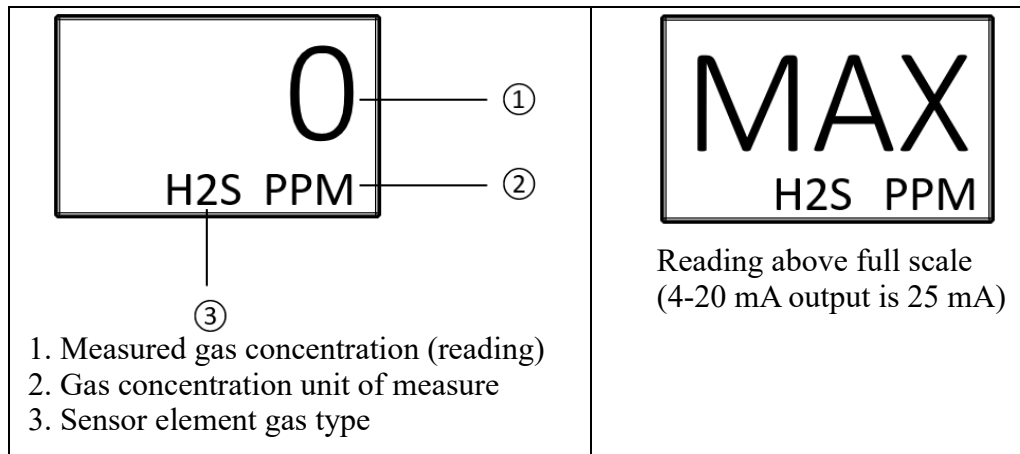 0
①
H2S PPM
②
③
1. Measured gas concentration (reading)
2. Gas concentration unit of measure
3. Sensor element gas type
MAX
H2S PPM
Reading above full scale
(4-20 mA output is 25 mA)